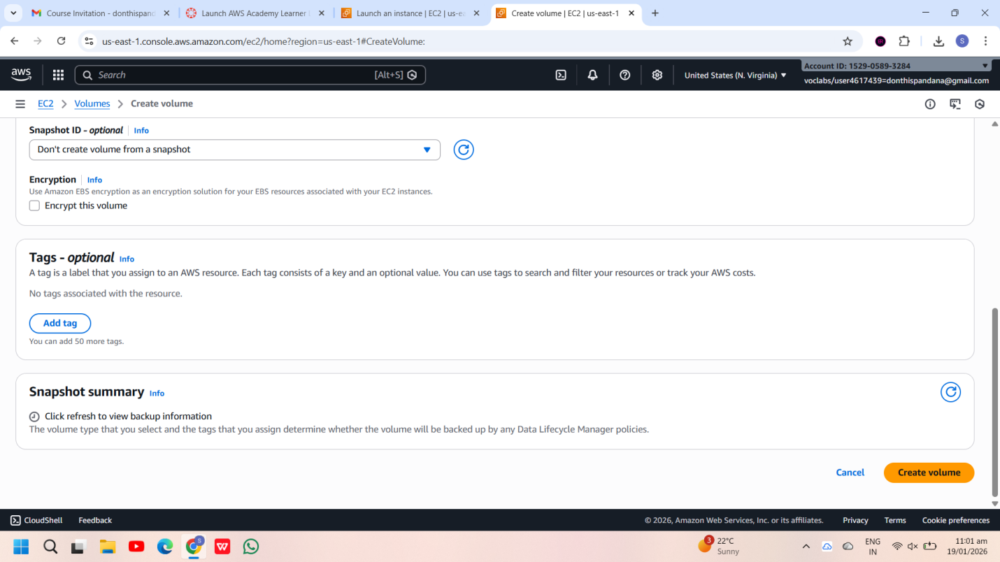 Course Invitation - donthispand
Launch AWS Academy Learner
Launch an instance | EC2 | us-ea
Create volume | EC2 | us-east-1
us-east-1.console.aws.amazon.com/ec2/home?region=us-east-1#CreateVolume:
S
aws
Search
[Alt+S]
United States (N. Virginia)
Account ID: 1529-0589-3284
voclabs/user4617439=donthispandana@gmail.com
EC2
Volumes
Create volume
Snapshot ID - optional
Info
Don't create volume from a snapshot
Encryption
Info
Use Amazon EBS encryption as an encryption solution for your EBS resources associated with your EC2 instances.
Encrypt this volume
Tags - optional
Info
A tag is a label that you assign to an AWS resource. Each tag consists of a key and an optional value. You can use tags to search and filter your resources or track your AWS costs.
No tags associated with the resource.
Add tag
You can add 50 more tags.
Snapshot summary
Info
Click refresh to view backup information
The volume type that you select and the tags that you assign determine whether the volume will be backed up by any Data Lifecycle Manager policies.
Cancel
Create volume
CloudShell
Feedback
© 2026, Amazon Web Services, Inc. or its affiliates.
Privacy
Terms
Cookie preferences
S
W
3
22°C
Sunny
ENG
IN
11:01 am
19/01/2026